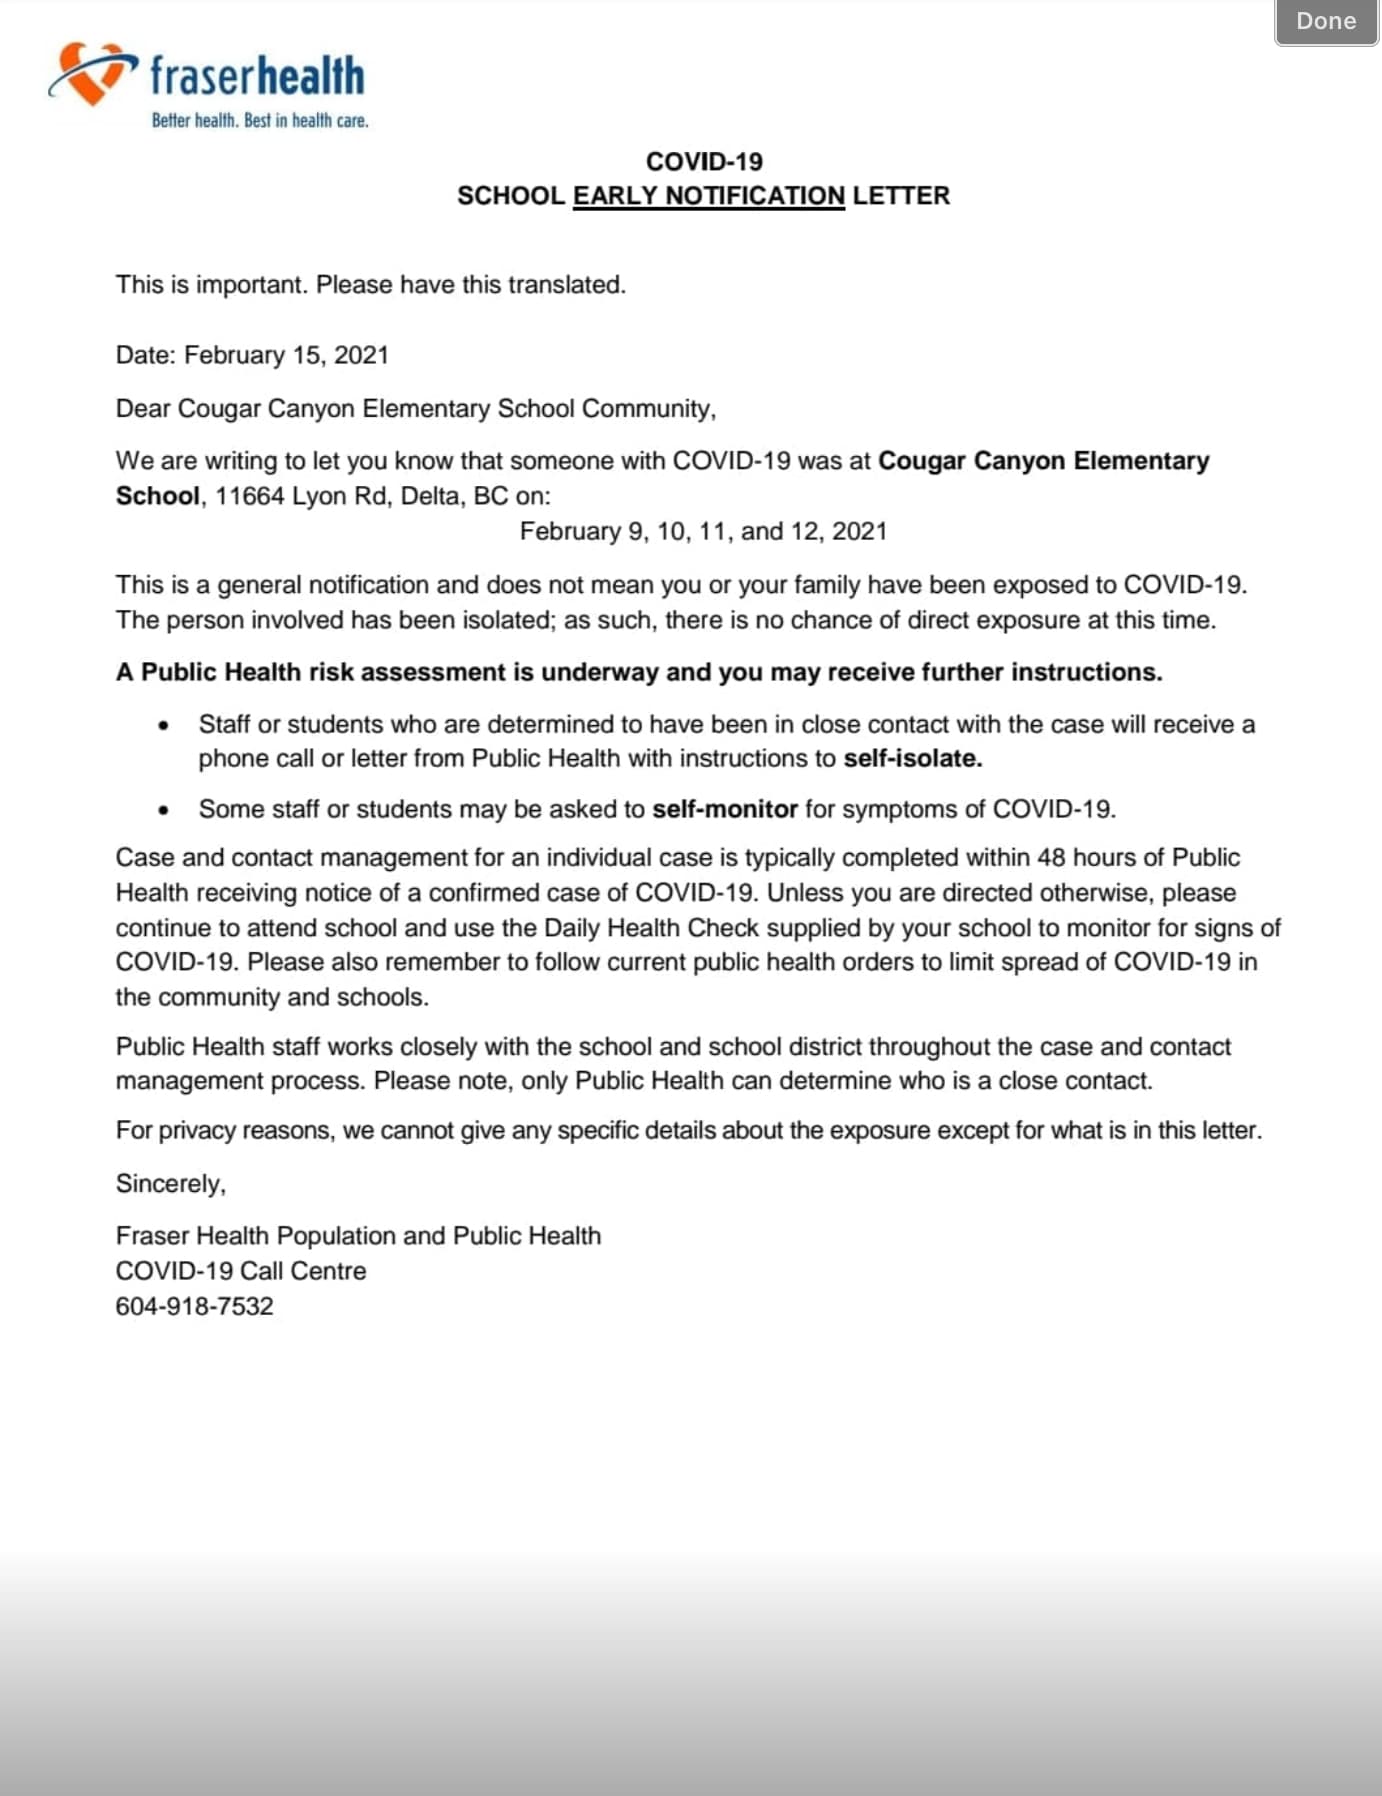 Done
fraserhealth
Better health. Best in health care.
COVID-19
SCHOOL EARLY NOTIFICATION LETTER
This is important. Please have this translated.
Date: February 15, 2021
Dear Cougar Canyon Elementary School Community,
We are writing to let you know that someone with COVID-19 was at Cougar Canyon Elementary
School, 11664 Lyon Rd, Delta, BC on:
February 9, 10, 11, and 12, 2021
This is a general notification and does not mean you or your family have been exposed to COVID-19.
The person involved has been isolated; as such, there is no chance of direct exposure at this time.
A Public Health risk assessment is underway and you may receive further instructions.
• Staff or students who are determined to have been in close contact with the case will receive a
phone call or letter from Public Health with instructions to self-isolate.
• Some staff or students may be asked to self-monitor for symptoms of COVID-19.
Case and contact management for an individual case is typically completed within 48 hours of Public
Health receiving notice of a confirmed case of COVID-19. Unless you are directed otherwise, please
continue to attend school and use the Daily Health Check supplied by your school to monitor for signs of
COVID-19. Please also remember to follow current public health orders to limit spread of COVID-19 in
the community and schools.
Public Health staff works closely with the school and school district throughout the case and contact
management process. Please note, only Public Health can determine who is a close contact.
For privacy reasons, we cannot give any specific details about the exposure except for what is in this letter.
Sincerely,
Fraser Health Population and Public Health
COVID-19 Call Centre
604-918-7532